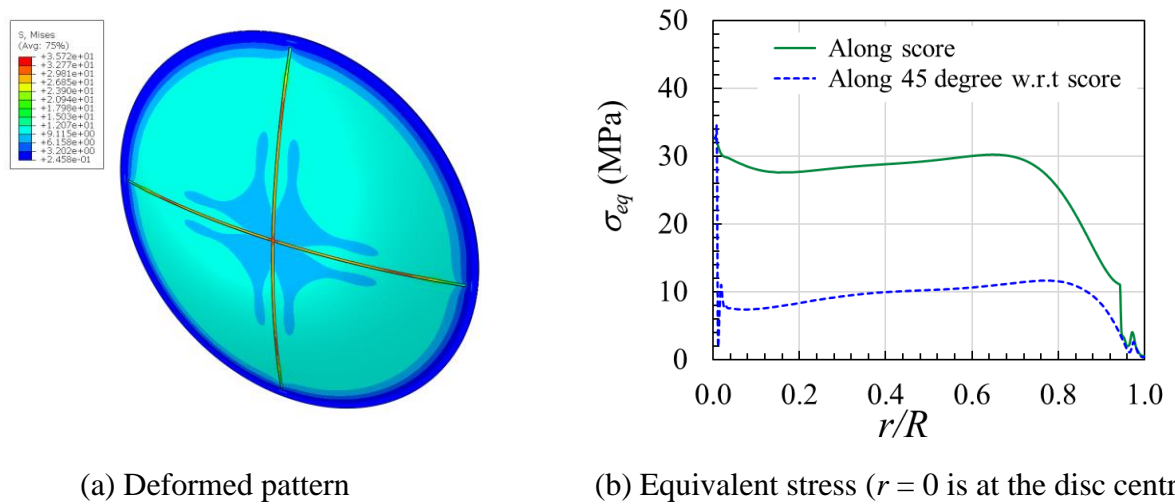 S, Mises
(Avg: 75%)
+3.572e+01
+3.277e+01
+2.981e+01
+2.685e+01
+2.390e+01
+2.094e+01
+1.798e+01
+1.503e+01
+1.207e+01
+9.115e+00
+6.158e+00
+3.202e+00
+2.458e-01
50
40
30
20
10
0
σeq (MPa)
Along score
Along 45 degree w.r.t score
0.0 0.2 0.4 0.6 0.8 1.0
r/R
(a) Deformed pattern
(b) Equivalent stress (r = 0 is at the disc centr